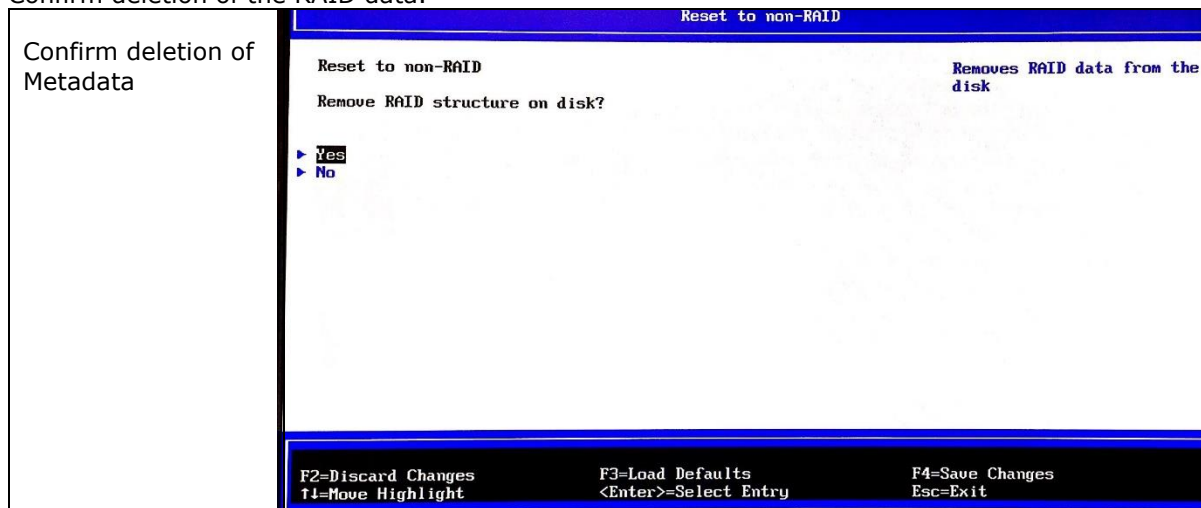 Confirm deletion of the RAID data.
Confirm deletion of
Metadata
Reset to non-RAID
Reset to non-RAID
Removes RAID data from the
disk
Remove RAID structure on disk?
► Yes
► No
F2=Discard Changes F3=Load Defaults F4=Save Changes
↑↓=Move Highlight <Enter>=Select Entry Esc=Exit